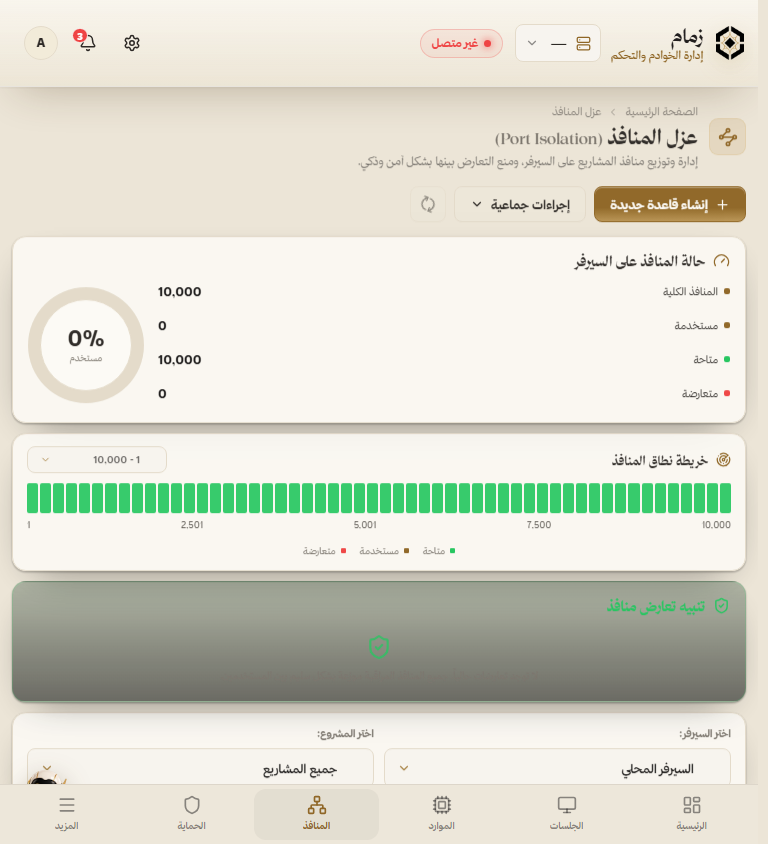 زمام
إدارة الخوادم والتحكم
—
غير متصل
3
A
الصفحة الرئيسية › عزل المنافذ
عزل المنافذ (Port Isolation)
إدارة وتوزيع منافذ المشاريع على السيرفر، ومنع التعارض بينها بشكل آمن وذكي.
إنشاء قاعدة جديدة
إجراءات جماعية
حالة المنافذ على السيرفر
المنافذ الكلية 10,000
مستخدمة 0
متاحة 10,000
متعارضة 0
0%
مستخدم
خريطة نطاق المنافذ
1 - 10,000
1 2,501 5,001 7,500 10,000
متاحة مستخدمة متعارضة
تنبيه تعارض منافذ
اختر السيرفر:
السيرفر المحلي
اختر المشروع:
جميع المشاريع
الرئيسية
الجلسات
الموارد
المنافذ
الحماية
المزيد